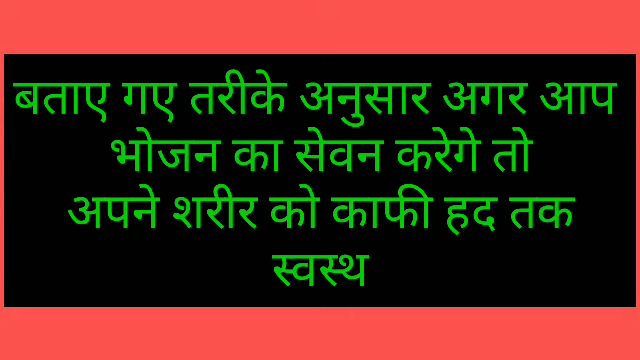 बताए गए तरीके अनुसार अगर आप
भोजन का सेवन करेगे तो
अपने शरीर को काफी हद तक
स्वस्थ